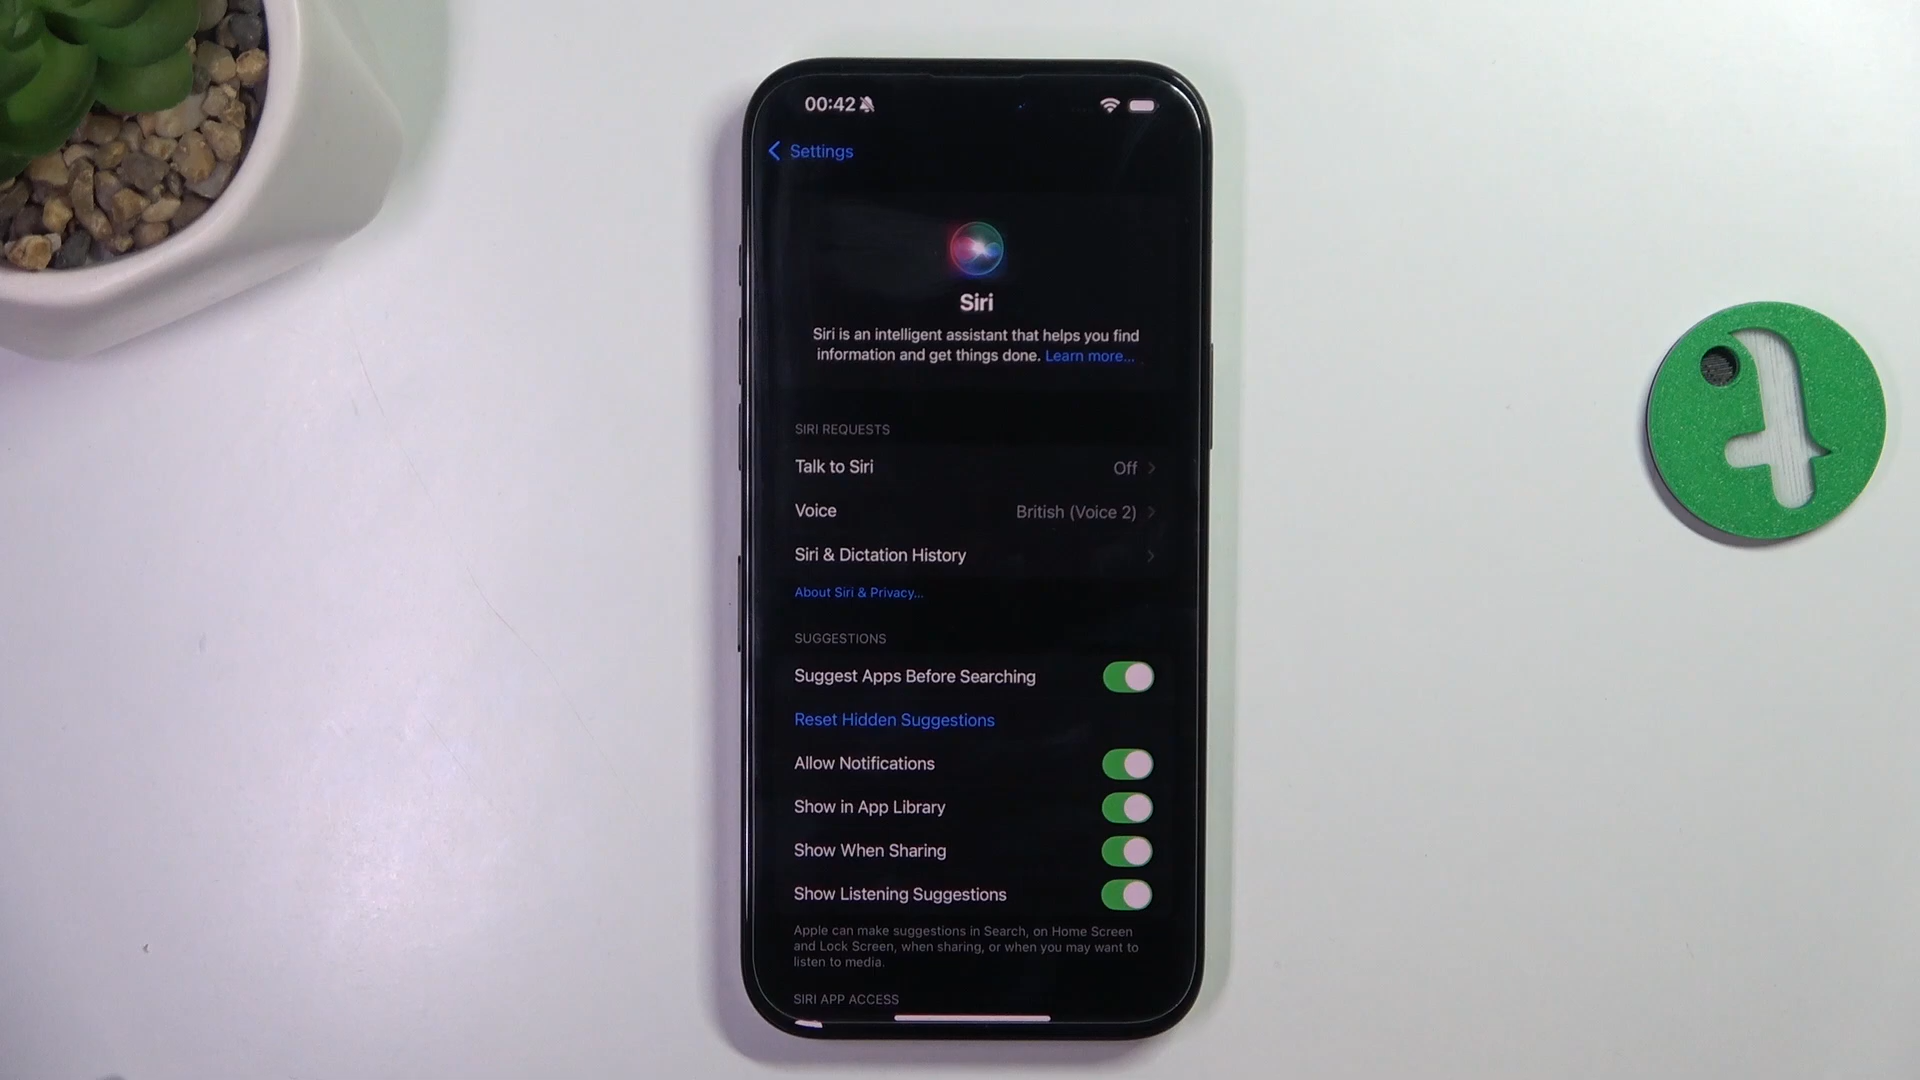 00:42
Settings
Siri
Siri is an intelligent assistant that helps you find
information and get things done. Learn more...
SIRI REQUESTS
Talk to Siri Off
Voice British (Voice 2)
Siri & Dictation History
About Siri & Privacy...
SUGGESTIONS
Suggest Apps Before Searching
Reset Hidden Suggestions
Allow Notifications
Show in App Library
Show When Sharing
Show Listening Suggestions
Apple can make suggestions in Search, on Home Screen
and Lock Screen, when sharing, or when you may want to
listen to media.
SIRI APP ACCESS